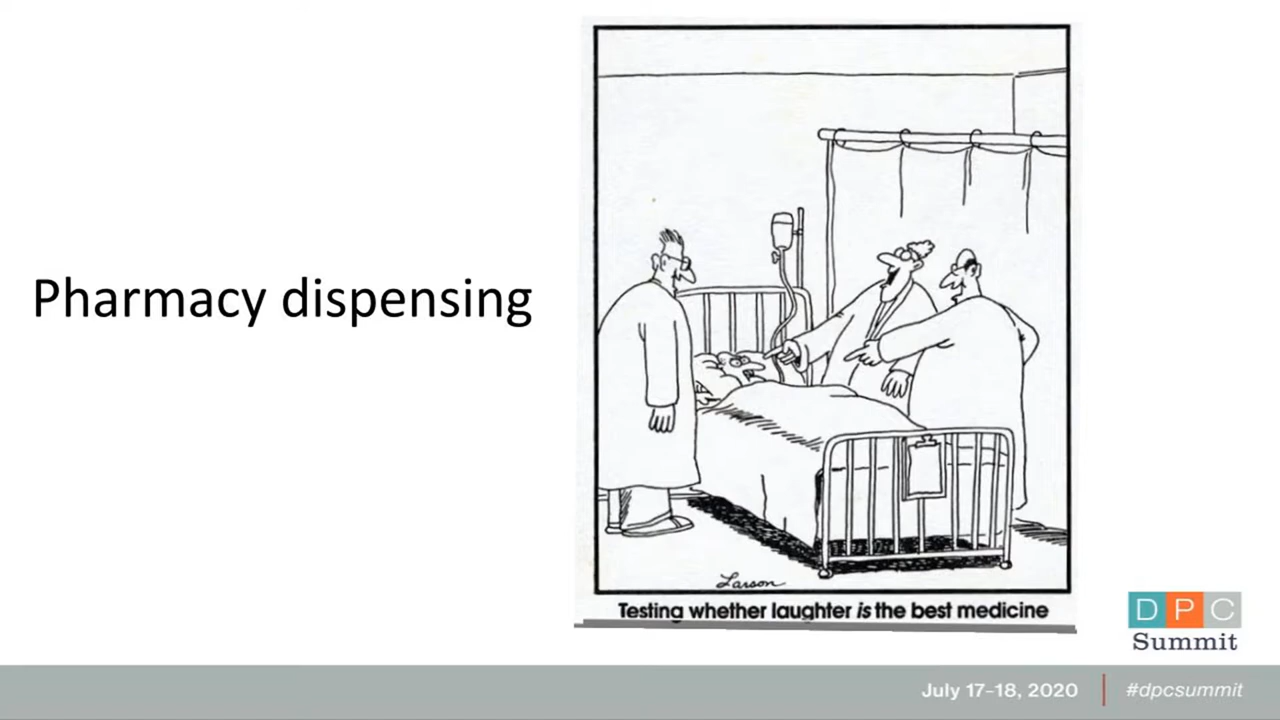 Pharmacy dispensing
Larson
Testing whether laughter is the best medicine
DPC
Summit
July 17–18, 2020
#dpcsummit